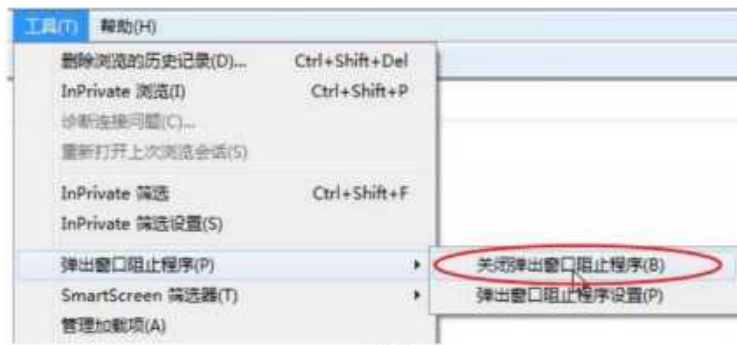 工具(T) 帮助(H)
删除浏览的历史记录(D)... Ctrl+Shift+Del
InPrivate 浏览(I) Ctrl+Shift+P
诊断连接问题(C)...
重新打开上次浏览会话(S)
InPrivate 筛选 Ctrl+Shift+F
InPrivate 筛选设置(S)
弹出窗口阻止程序(P) 关闭弹出窗口阻止程序(B)
SmartScreen 筛选器(T) 弹出窗口阻止程序设置(P)
管理加载项(A)